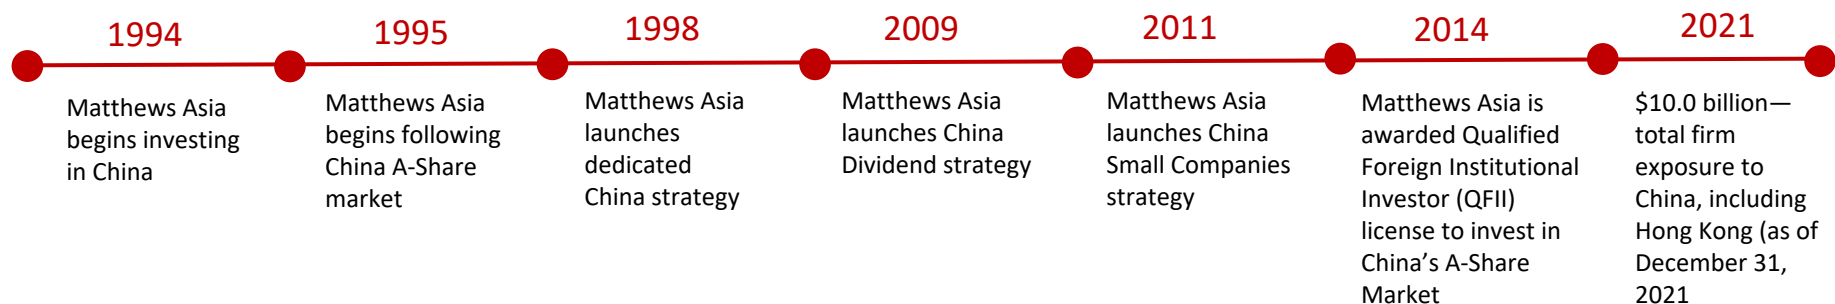 1994
Matthews Asia
begins investing
in China
1995
Matthews Asia
begins following
China A-Share
market
1998
Matthews Asia
launches
dedicated
China strategy
2009
Matthews Asia
launches China
Dividend strategy
2011
Matthews Asia
launches China
Small Companies
strategy
2014
Matthews Asia is
awarded Qualified
Foreign Institutional
Investor (QFII)
license to invest in
China’s A-Share
Market
2021
$10.0 billion—
total firm
exposure to
China, including
Hong Kong (as of
December 31,
2021